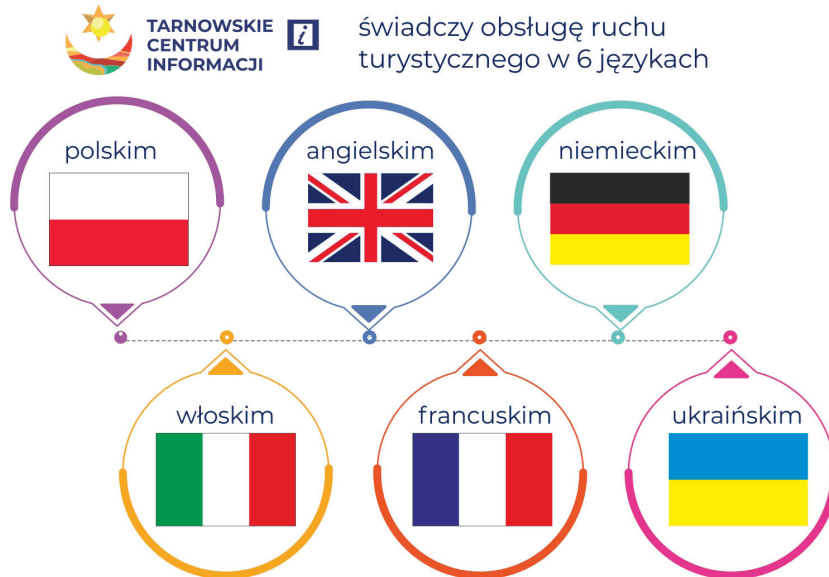 TARNOWSKIE
CENTRUM
INFORMACJI
i
świadczy obsługę ruchu
turystycznego w 6 językach
polskim
angielskim
niemieckim
włoskim
francuskim
ukraińskim